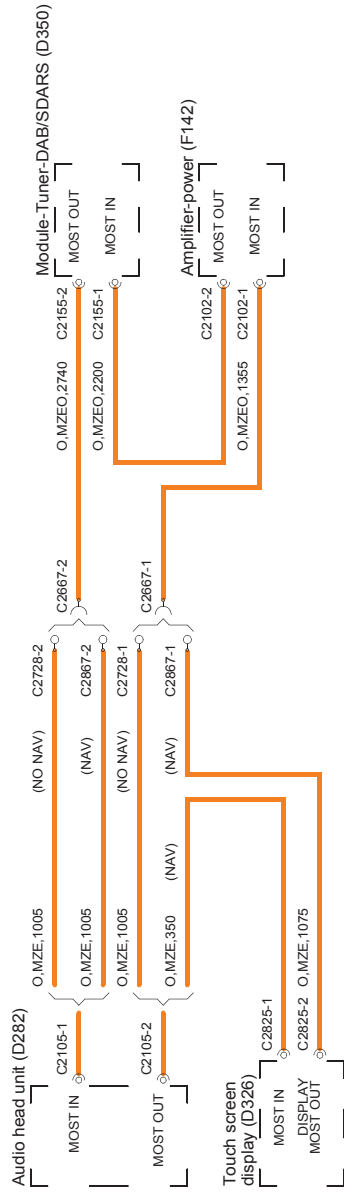 Audio head unit (D282)
MOST IN
MOST OUT
C2105-1
C2105-2
O,MZE,1005
O,MZE,1005
O,MZE,1005
O,MZE,350
(NO NAV)
(NAV)
(NO NAV)
(NAV)
(NAV)
C2728-2
C2867-2
C2728-1
C2867-1
C2667-2
C2667-1
O,MZEO,2740
O,MZEO,2200
O,MZEO,1355
C2155-2
C2155-1
C2102-2
C2102-1
Module-Tuner-DAB/SDARS (D350)
MOST OUT
MOST IN
Amplifier-power (F142)
MOST OUT
MOST IN
Touch screen
display (D326)
MOST IN
DISPLAY
MOST OUT
C2825-1
C2825-2
O,MZE,1075